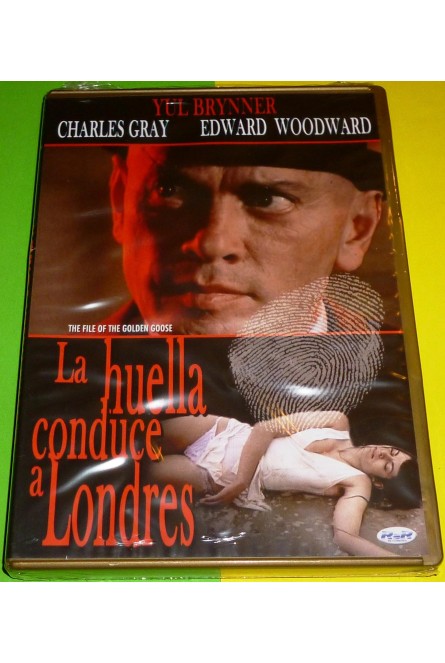 YUL BRYNNER
CHARLES GRAY EDWARD WOODWARD
THE FILE OF THE GOLDEN GOOSE
La huella
conduce
a Londres